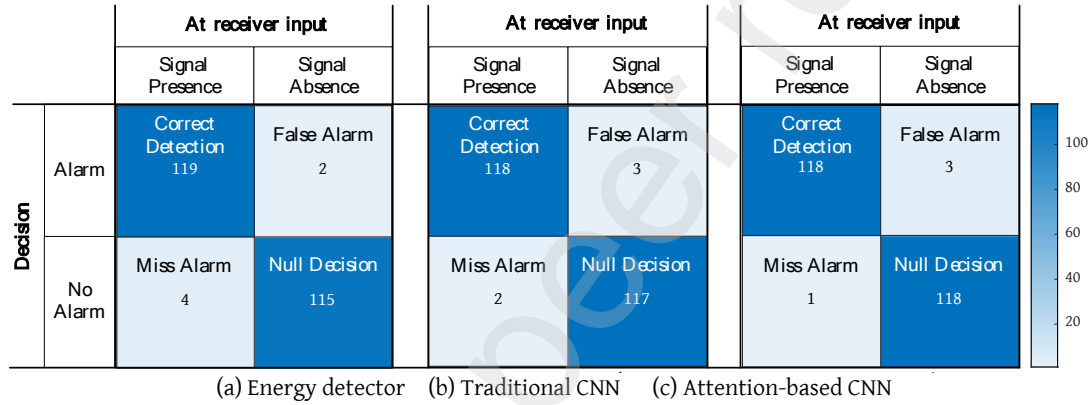 At receiver input At receiver input At receiver input
Signal Presence Signal Absence Signal Presence Signal Absence Signal Presence Signal Absence
Decision
Alarm
Correct Detection 119
False Alarm 2
Correct Detection 118
False Alarm 3
Correct Detection 118
False Alarm 3
No Alarm
Miss Alarm 4
Null Decision 115
Miss Alarm 2
Null Decision 117
Miss Alarm 1
Null Decision 118
100
80
60
40
20
(a) Energy detector (b) Traditional CNN (c) Attention-based CNN
peer r